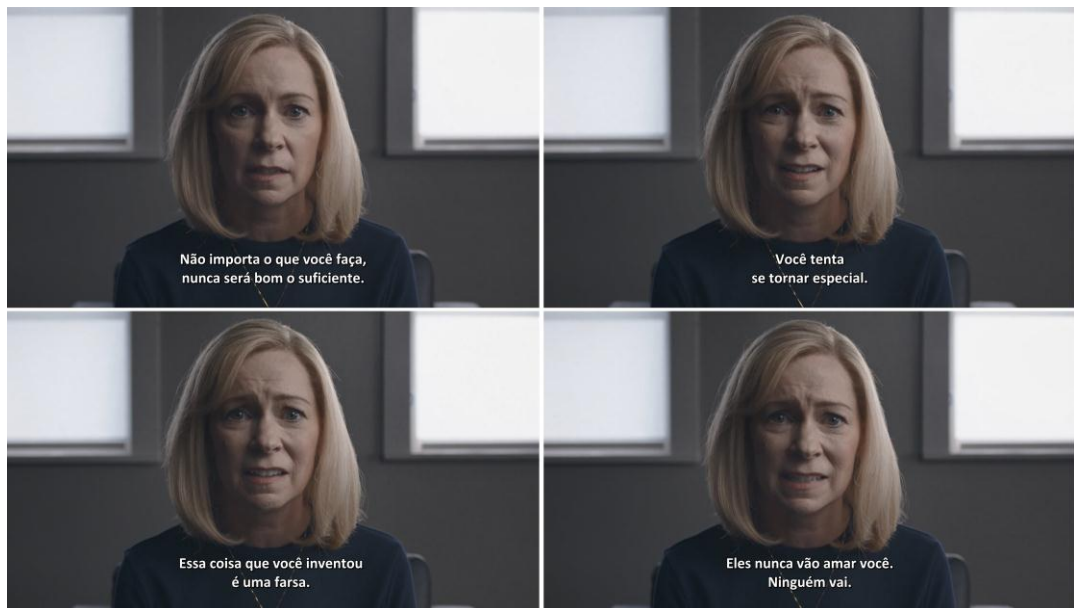 Não importa o que você faça,
nunca será bom o suficiente.
Você tenta
se tornar especial.
Essa coisa que você inventou
é uma farsa.
Eles nunca vão amar você.
Ninguém vai.